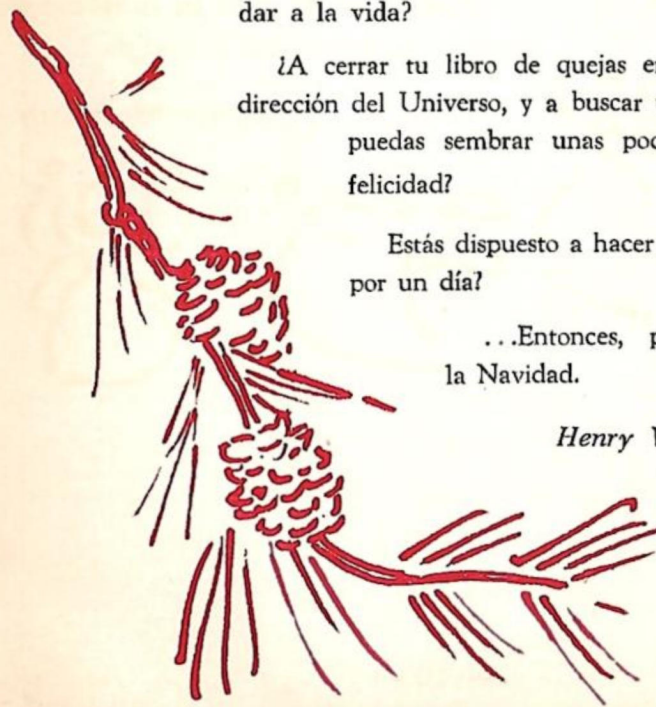 dar a la vida?
¿A cerrar tu libro de quejas
dirección del Universo, y a buscar
puedas sembrar unas
felicidad?
Estás dispuesto a hacer
por un día?
...Entonces,
la Navidad.
Henry